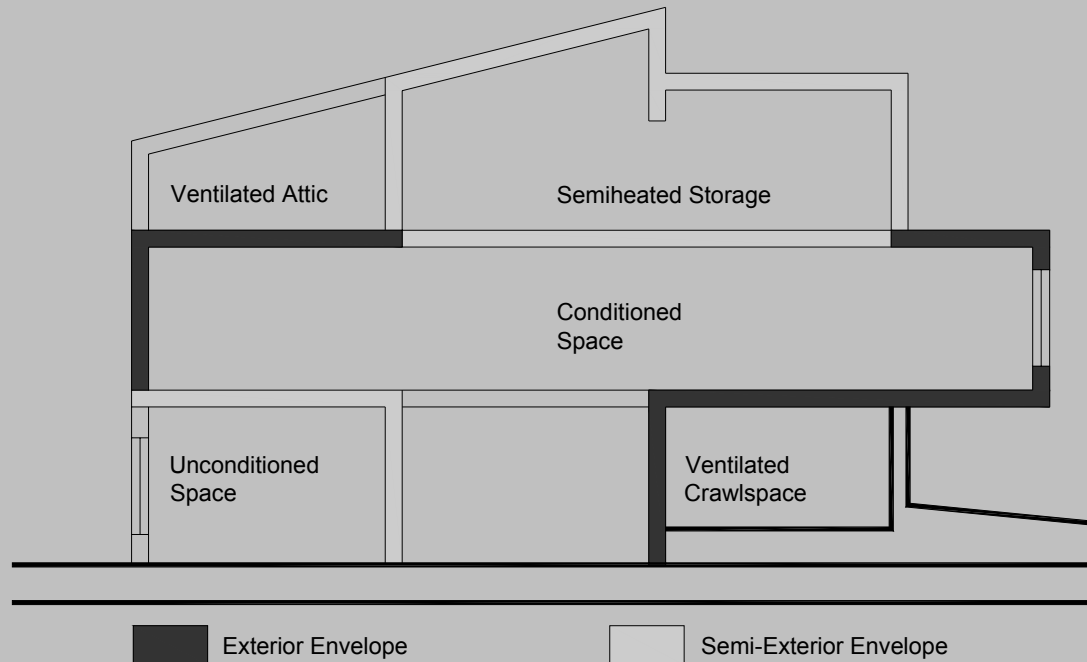 Ventilated Attic
Semiheated Storage
Conditioned
Space
Unconditioned
Space
Ventilated
Crawlspace
Exterior Envelope
Semi-Exterior Envelope